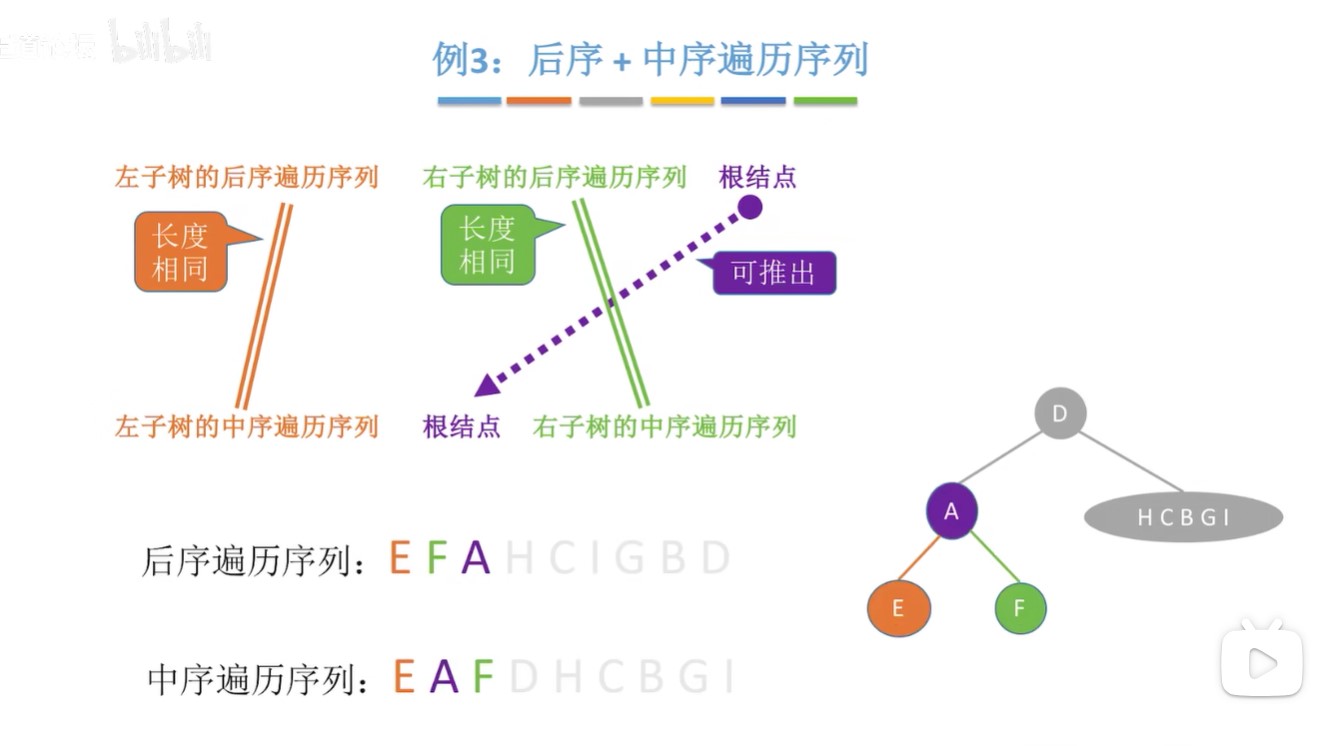 bilibili
例3：后序 + 中序遍历序列
左子树的后序遍历序列 右子树的后序遍历序列 根结点
长度
相同
长度
相同
可推出
左子树的中序遍历序列 根结点 右子树的中序遍历序列
D
A
H C B G I
E
F
后序遍历序列：E F A H C I G B D
中序遍历序列：E A F D H C B G I